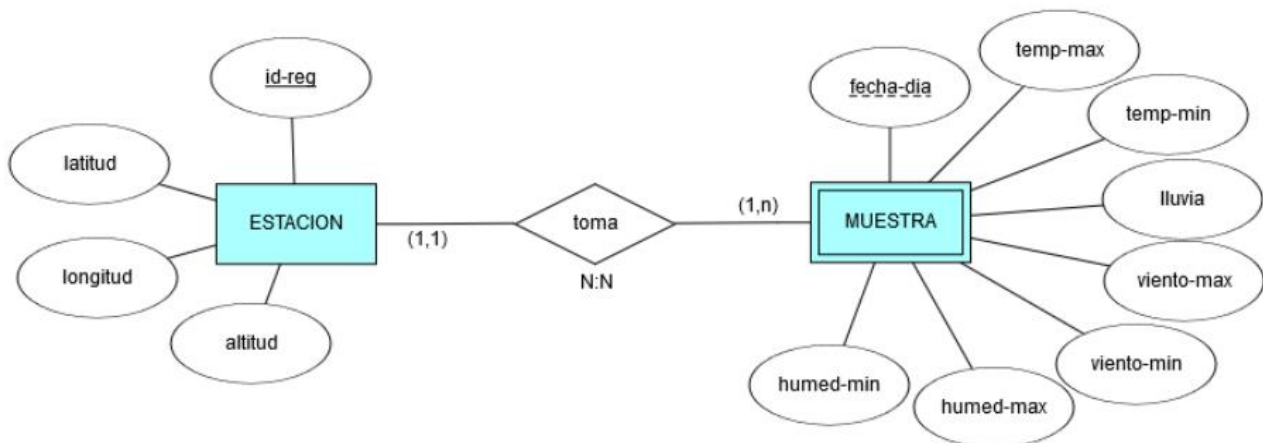 id-reg
latitud
longitud
altitud
ESTACION
(1,1)
toma
N:N
(1,n)
MUESTRA
fecha-dia
temp-max
temp-min
lluvia
viento-max
viento-min
humed-max
humed-min